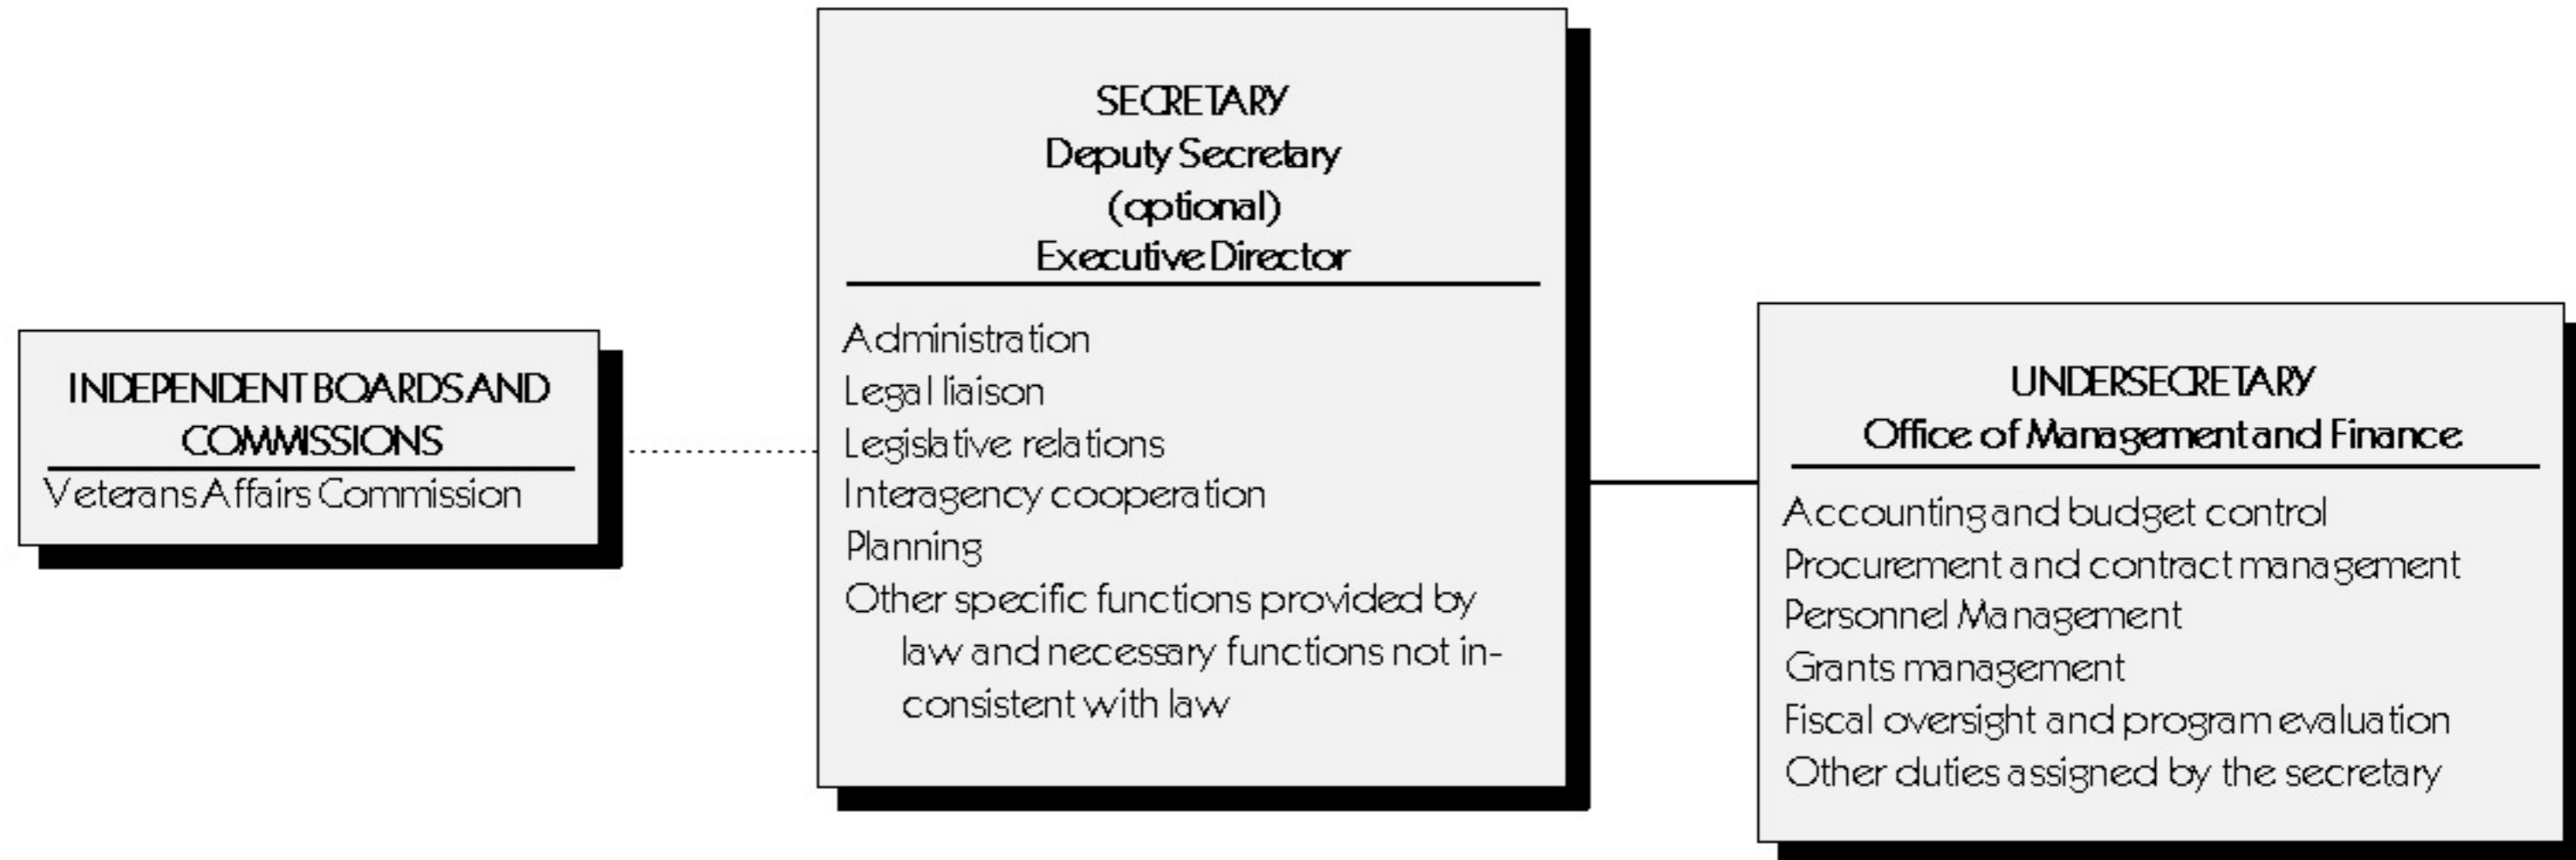 INDEPENDENT BOARDS AND
COMMISSIONS
Veterans Affairs Commission
SECRETARY
Deputy Secretary
(optional)
Executive Director
Administration
Legal liaison
Legislative relations
Interagency cooperation
Planning
Other specific functions provided by
law and necessary functions not in-
consistent with law
UNDERSECRETARY
Office of Management and Finance
Accounting and budget control
Procurement and contract management
Personnel Management
Grants management
Fiscal oversight and program evaluation
Other duties assigned by the secretary